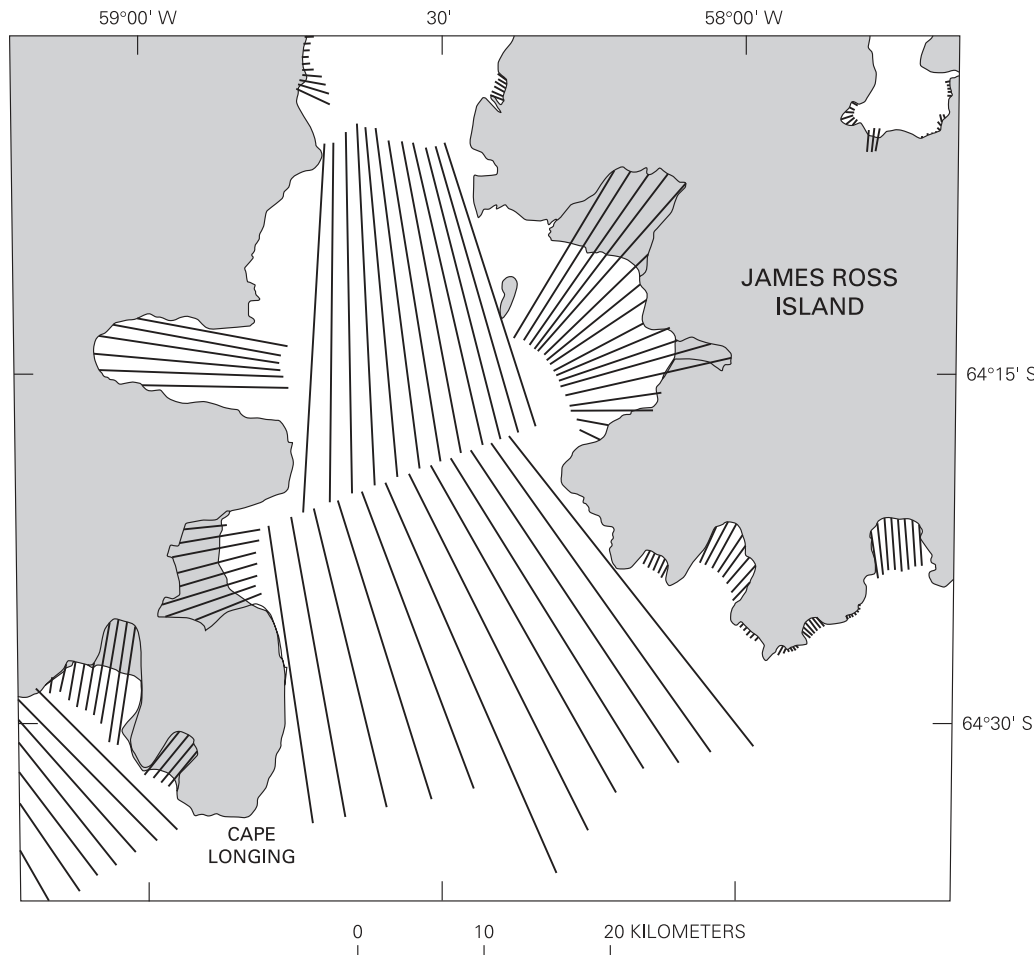 59°00' W
30'
58°00' W
JAMES ROSS
ISLAND
64°15' S
64°30' S
CAPE
LONGING
0
10
20 KILOMETERS